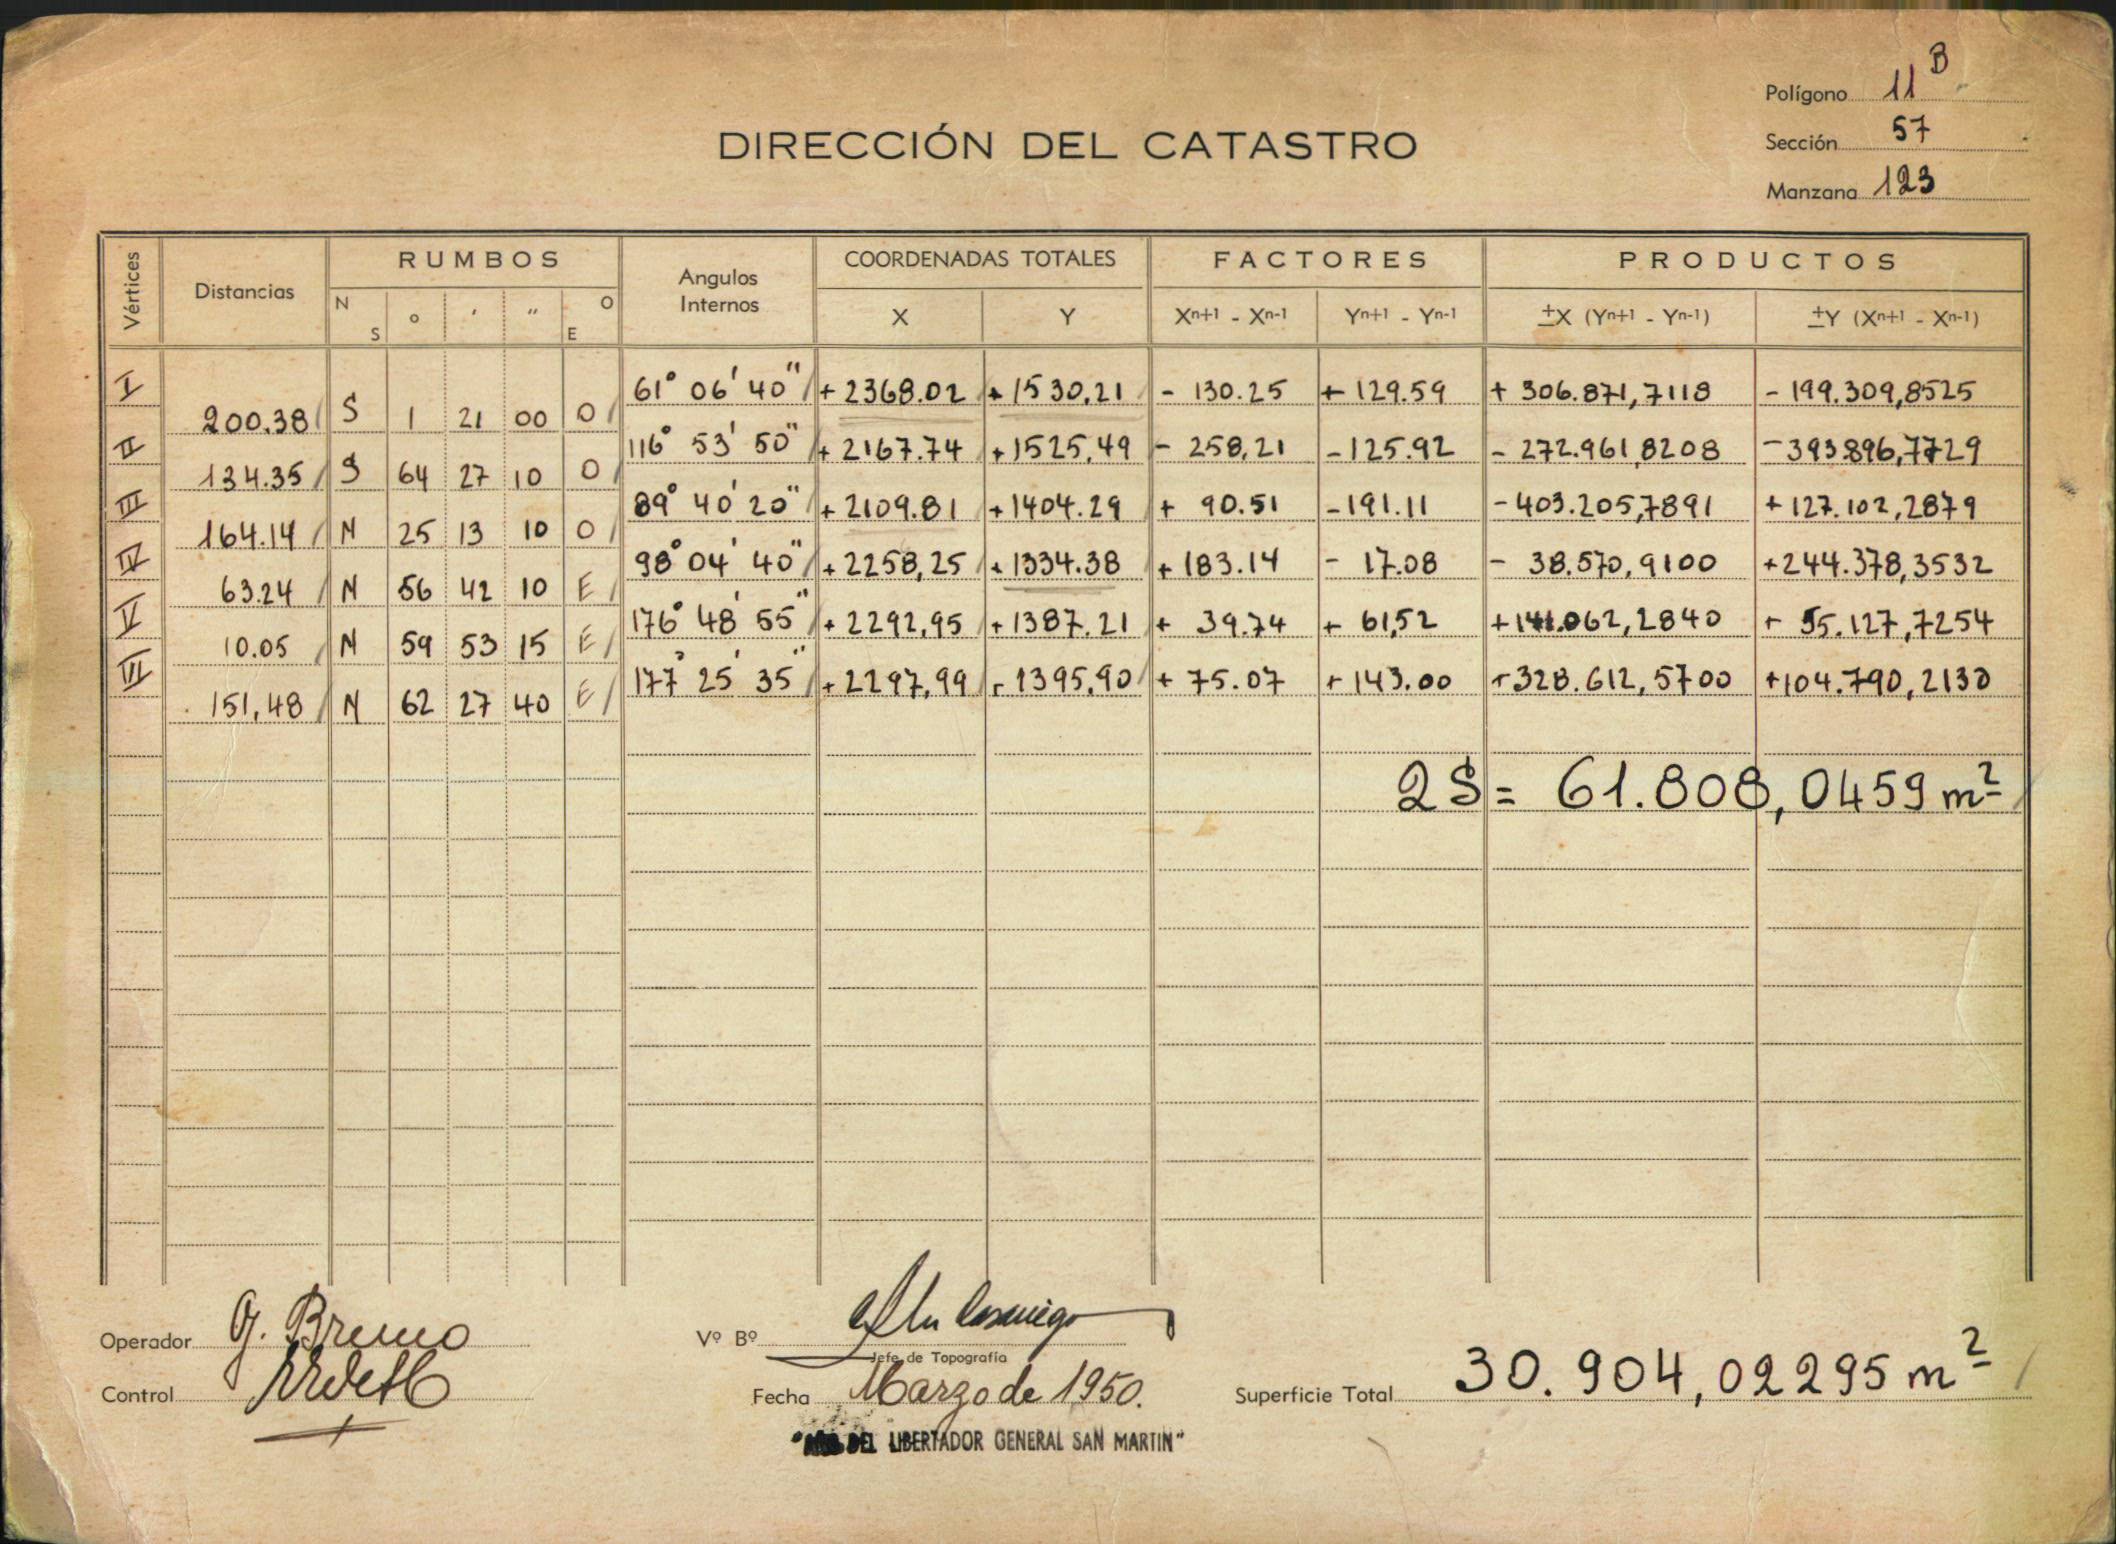 Polígono 11 B
DIRECCIÓN DEL CATASTRO
Sección 57
Manzana 123
Vértices Distancias RUMBOS Angulos Internos COORDENADAS TOTALES FACTORES PRODUCTOS
N S ° ′ ″ O E X Y Xn+1 - Xn-1 Yn+1 - Yn-1 ±X (Yn+1 - Yn-1) ±Y (Xn+1 - Xn-1)
I 61° 06' 40" + 2368.02 + 1530,21 - 130.25 + 129.59 + 306.871,7118 - 199.309,8525
200.38 S 1 21 00 O
II 116° 53' 50" + 2167.74 + 1525,49 - 258,21 - 125.92 - 272.961,8208 - 393.896,7729
134.35 S 64 27 10 O
III 89° 40' 20" + 2109.81 + 1404.29 + 90.51 - 191.11 - 403.205,7891 + 127.102,2879
164.14 N 25 13 10 O
IV 98° 04' 40" + 2258,25 + 1334.38 + 183.14 - 17.08 - 38.570,9100 + 244.378,3532
63.24 N 56 42 10 E
V 176° 48' 55" + 2292,95 + 1387.21 + 39.74 + 61,52 + 141.062,2840 + 55.127,7254
10.05 N 59 53 15 E
VI 177° 25' 35" + 2297,99 + 1395,90 + 75.07 + 143.00 + 328.612,5700 + 104.790,2130
151,48 N 62 27 40 E
2S = 61.808,0459 m²
Operador G. Bruno
Vº Bº
Jefe de Topografía
Control
Fecha Marzo de 1950.
Superficie Total 30.904,02295 m²
"AÑO DEL LIBERTADOR GENERAL SAN MARTIN"